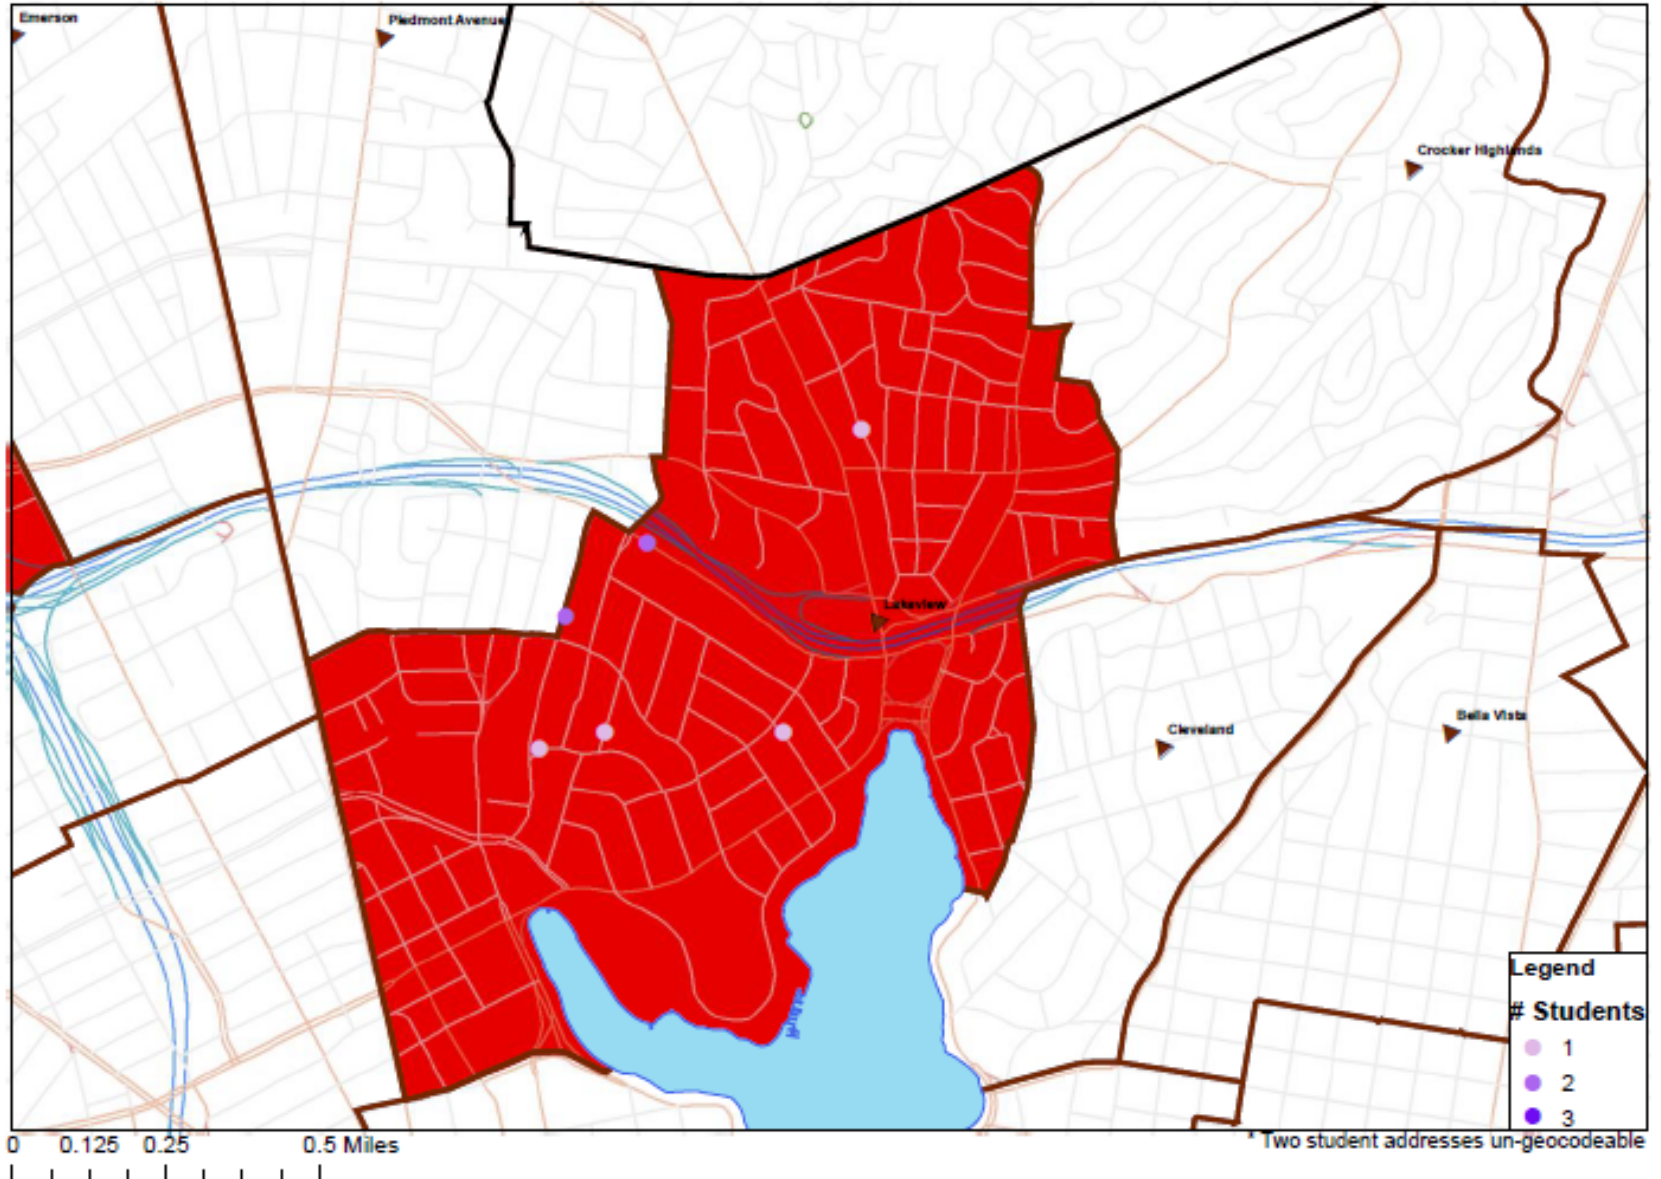 Emerson
Piedmont Avenue
Crocker Highlands
Lakeview
Cleveland
Bella Vista
Legend
# Students
1
2
3
0 0.125 0.25 0.5 Miles
* Two student addresses un-geocodeable